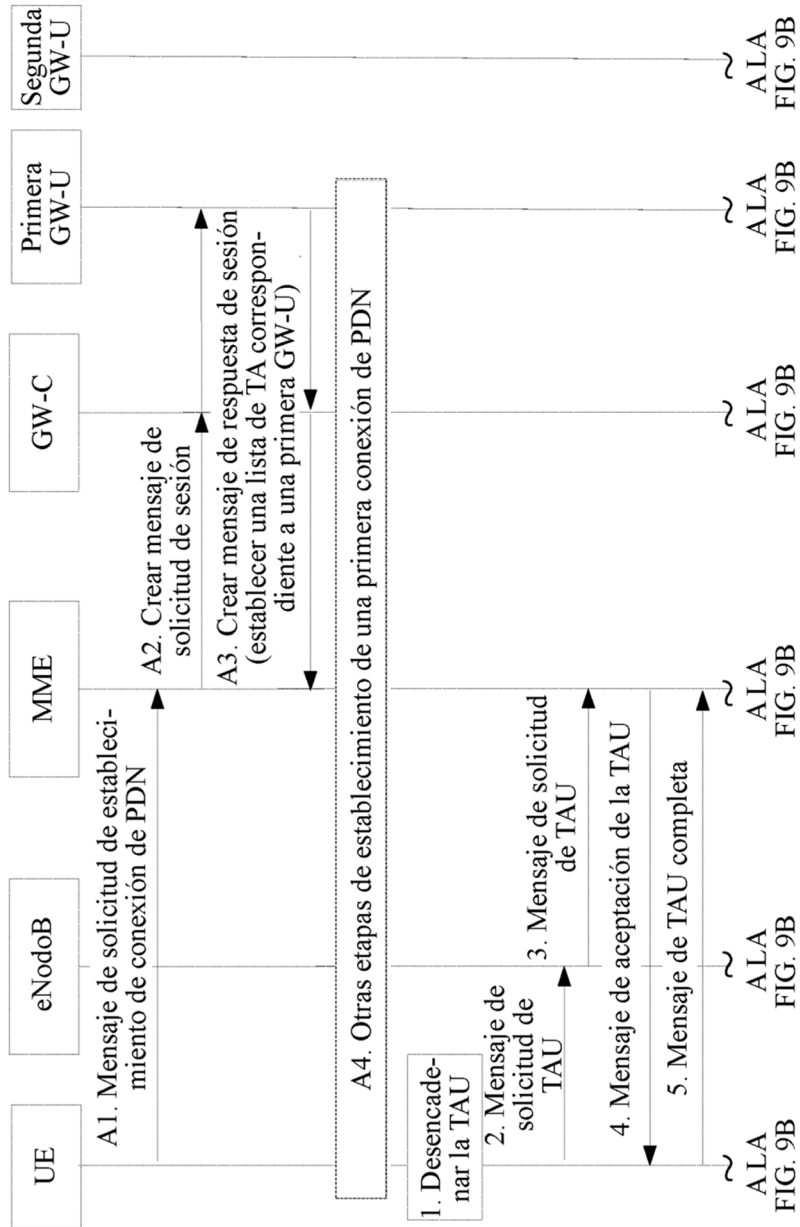 UE
eNodoB
MME
GW-C
Primera
GW-U
Segunda
GW-U
A1. Mensaje de solicitud de estableci-
miento de conexión de PDN
A2. Crear mensaje de
solicitud de sesión
A3. Crear mensaje de respuesta de sesión
(establecer una lista de TA correspon-
diente a una primera GW-U)
A4. Otras etapas de establecimiento de una primera conexión de PDN
1. Desencade-
nar la TAU
2. Mensaje de
solicitud de
TAU
3. Mensaje de solicitud
de TAU
4. Mensaje de aceptación de la TAU
5. Mensaje de TAU completa
A LA
FIG. 9B
A LA
FIG. 9B
A LA
FIG. 9B
A LA
FIG. 9B
A LA
FIG. 9B
A LA
FIG. 9B